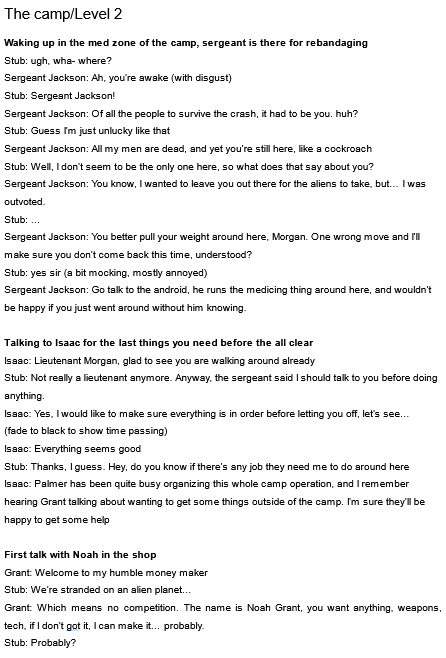 The camp/Level 2
Waking up in the med zone of the camp, sergeant is there for rebandaging
Stub: ugh, wha- where?
Sergeant Jackson: Ah, you're awake (with disgust)
Stub: Sergeant Jackson!
Sergeant Jackson: Of all the people to survive the crash, it had to be you. huh?
Stub: Guess I'm just unlucky like that
Sergeant Jackson: All my men are dead, and yet you're still here, like a cockroach
Stub: Well, I don't seem to be the only one here, so what does that say about you?
Sergeant Jackson: You know, I wanted to leave you out there for the aliens to take, but... I was
outvoted.
Stub: ...
Sergeant Jackson: You better pull your weight around here, Morgan. One wrong move and I'll
make sure you don't come back this time, understood?
Stub: yes sir (a bit mocking, mostly annoyed)
Sergeant Jackson: Go talk to the android, he runs the medicing thing around here, and wouldn't
be happy if you just went around without him knowing.
Talking to Isaac for the last things you need before the all clear
Isaac: Lieutenant Morgan, glad to see you are walking around already
Stub: Not really a lieutenant anymore. Anyway, the sergeant said I should talk to you before doing
anything.
Isaac: Yes, I would like to make sure everything is in order before letting you off, let's see...
(fade to black to show time passing)
Isaac: Everything seems good
Stub: Thanks, I guess. Hey, do you know if there's any job they need me to do around here
Isaac: Palmer has been quite busy organizing this whole camp operation, and I remember
hearing Grant talking about wanting to get some things outside of the camp. I'm sure they'll be
happy to get some help
First talk with Noah in the shop
Grant: Welcome to my humble money maker
Stub: We're stranded on an alien planet...
Grant: Which means no competition. The name is Noah Grant, you want anything, weapons,
tech, if I don't got it, I can make it... probably.
Stub: Probably?